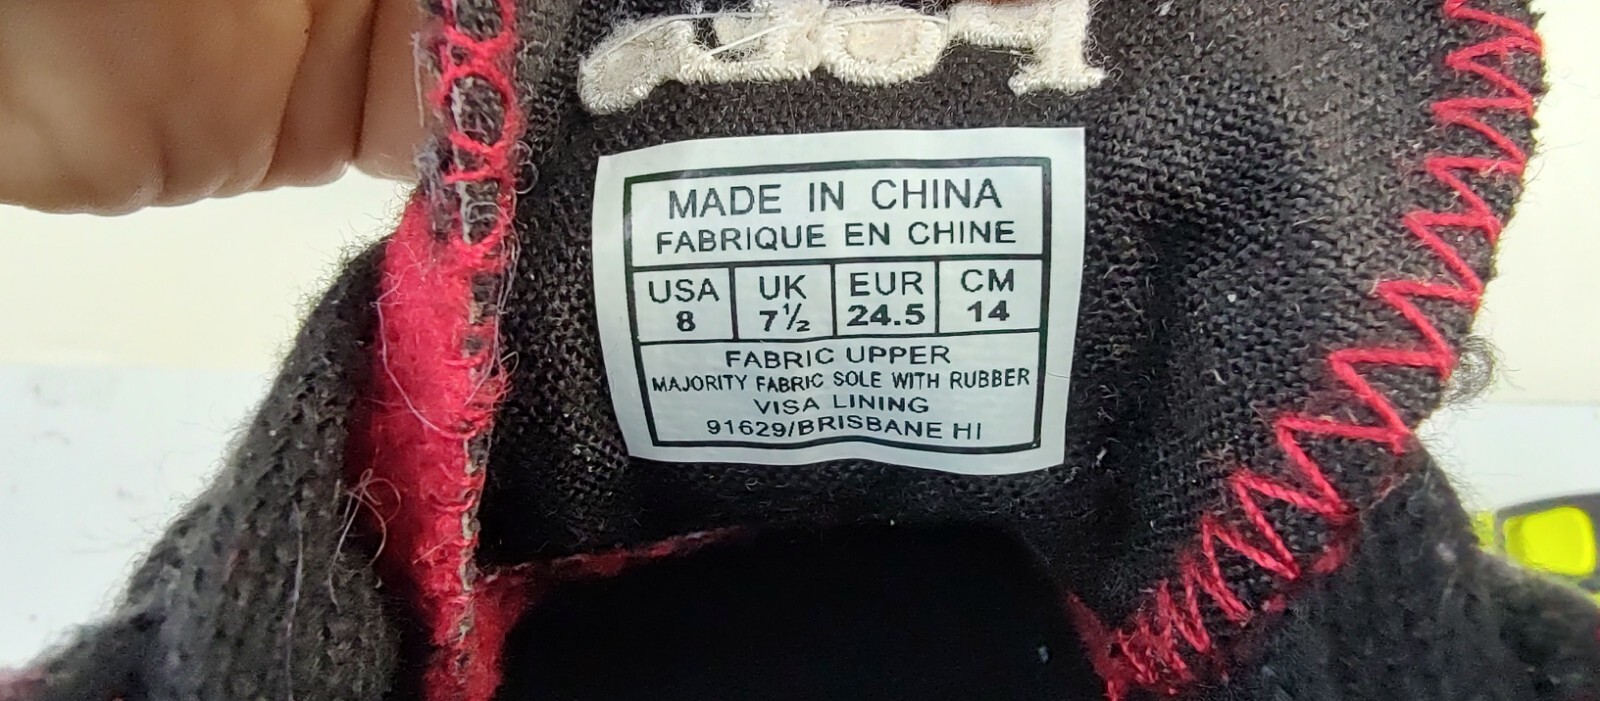 MADE IN CHINA
FABRIQUE EN CHINE
USA UK EUR CM
8 7½ 24.5 14
FABRIC UPPER
MAJORITY FABRIC SOLE WITH RUBBER
VISA LINING
91629/BRISBANE HI